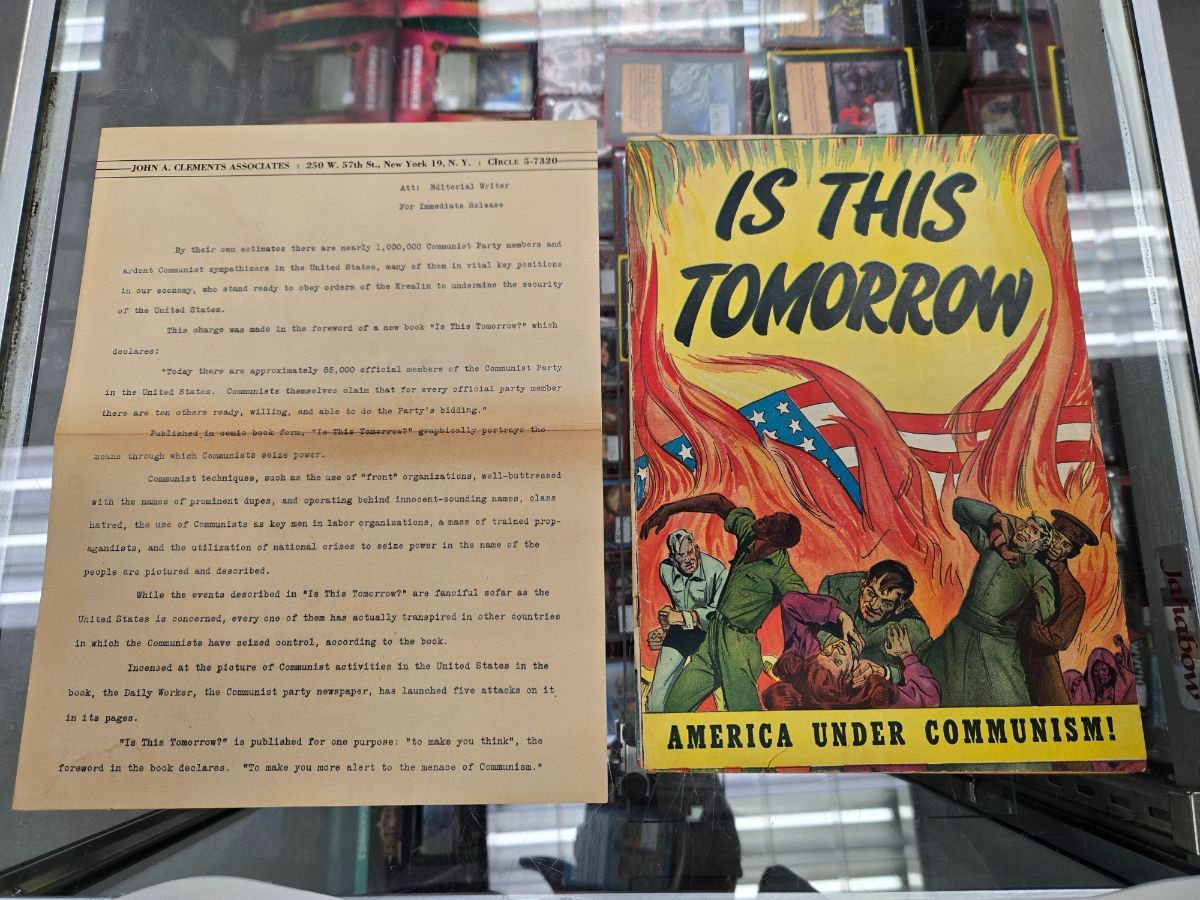 JOHN A. CLEMENTS ASSOCIATES : 250 W. 57th St., New York 19, N. Y. : CIrcle 5-7320
Att: Editorial Writer
For Immediate Release
By their own estimates there are nearly 1,000,000 Communist Party members and
ardent Communist sympathizers in the United States, many of them in vital key positions
in our economy, who stand ready to obey orders of the Kremlin to undermine the security
of the United States.
This charge was made in the foreword of a new book "Is This Tomorrow?" which
declares:
"Today there are approximately 85,000 official members of the Communist Party
in the United States. Communists themselves claim that for every official party member
there are ten others ready, willing, and able to do the Party's bidding."
Published in comic book form, "Is This Tomorrow?" graphically portrays the
means through which Communists seize power.
Communist techniques, such as the use of "front" organizations, well-buttressed
with the names of prominent dupes, and operating behind innocent-sounding names, class
hatred, the use of Communists as key men in labor organizations, a mass of trained prop-
agandists, and the utilization of national crises to seize power in the name of the
people are pictured and described.
While the events described in "Is This Tomorrow?" are fanciful sofar as the
United States is concerned, every one of them has actually transpired in other countries
in which the Communists have seized control, according to the book.
Incensed at the picture of Communist activities in the United States in the
book, the Daily Worker, the Communist party newspaper, has launched five attacks on it
in its pages.
"Is This Tomorrow?" is published for one purpose: "to make you think", the
foreword in the book declares. "To make you more alert to the menace of Communism."
IS THIS
TOMORROW
AMERICA UNDER COMMUNISM!